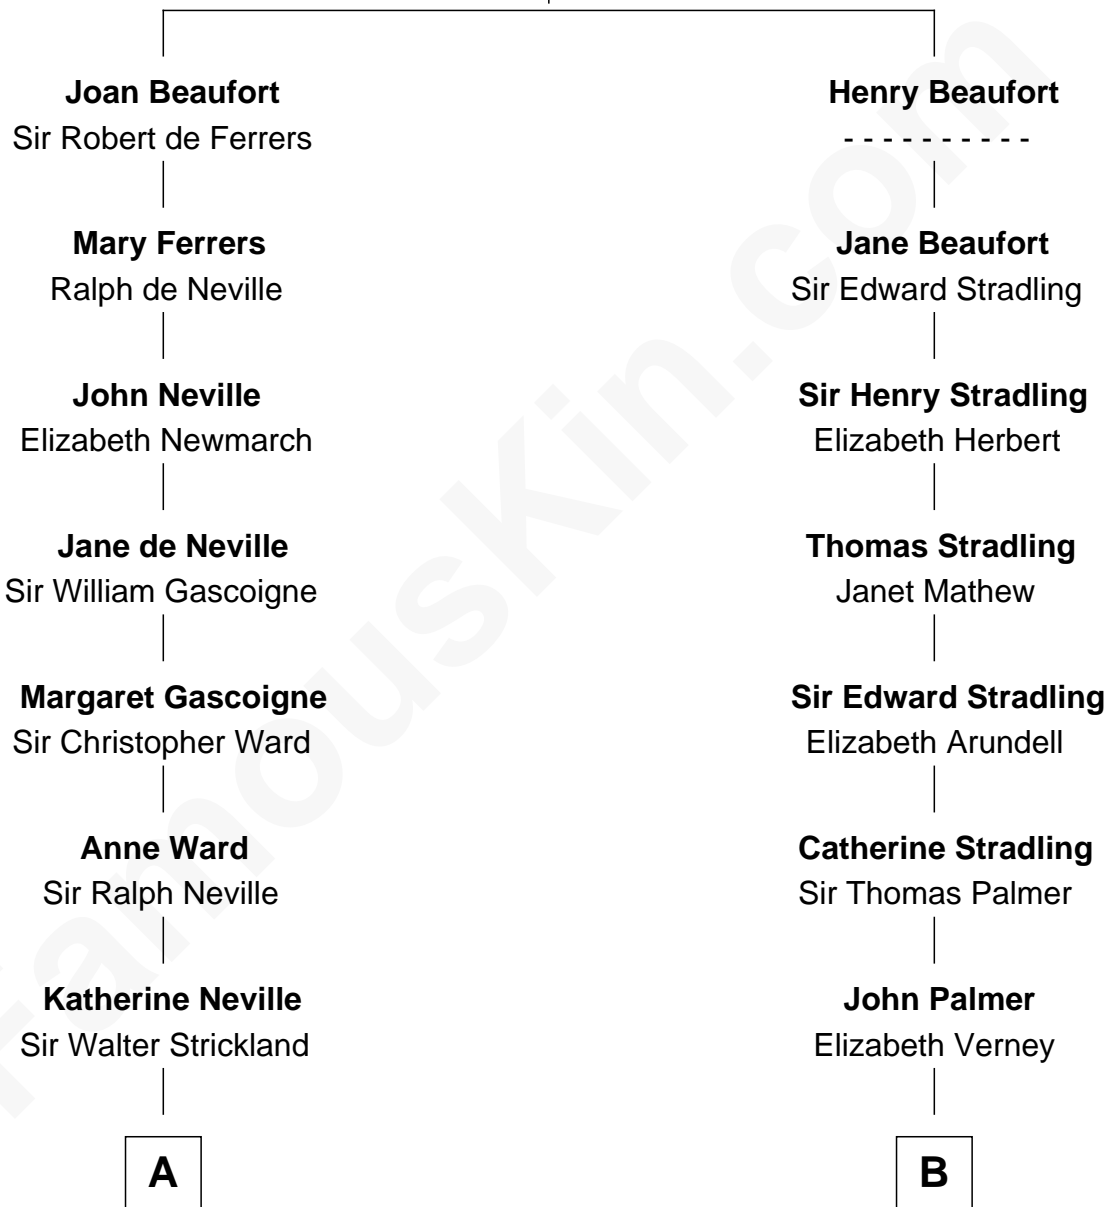 Joan Beaufort
Sir Robert de Ferrers
Henry Beaufort
- - - - - - - - - -
Mary Ferrers
Ralph de Neville
Jane Beaufort
Sir Edward Stradling
John Neville
Elizabeth Newmarch
Sir Henry Stradling
Elizabeth Herbert
Jane de Neville
Sir William Gascoigne
Thomas Stradling
Janet Mathew
Margaret Gascoigne
Sir Christopher Ward
Sir Edward Stradling
Elizabeth Arundell
Anne Ward
Sir Ralph Neville
Catherine Stradling
Sir Thomas Palmer
Katherine Neville
Sir Walter Strickland
John Palmer
Elizabeth Verney
A
B
FamousKin.com